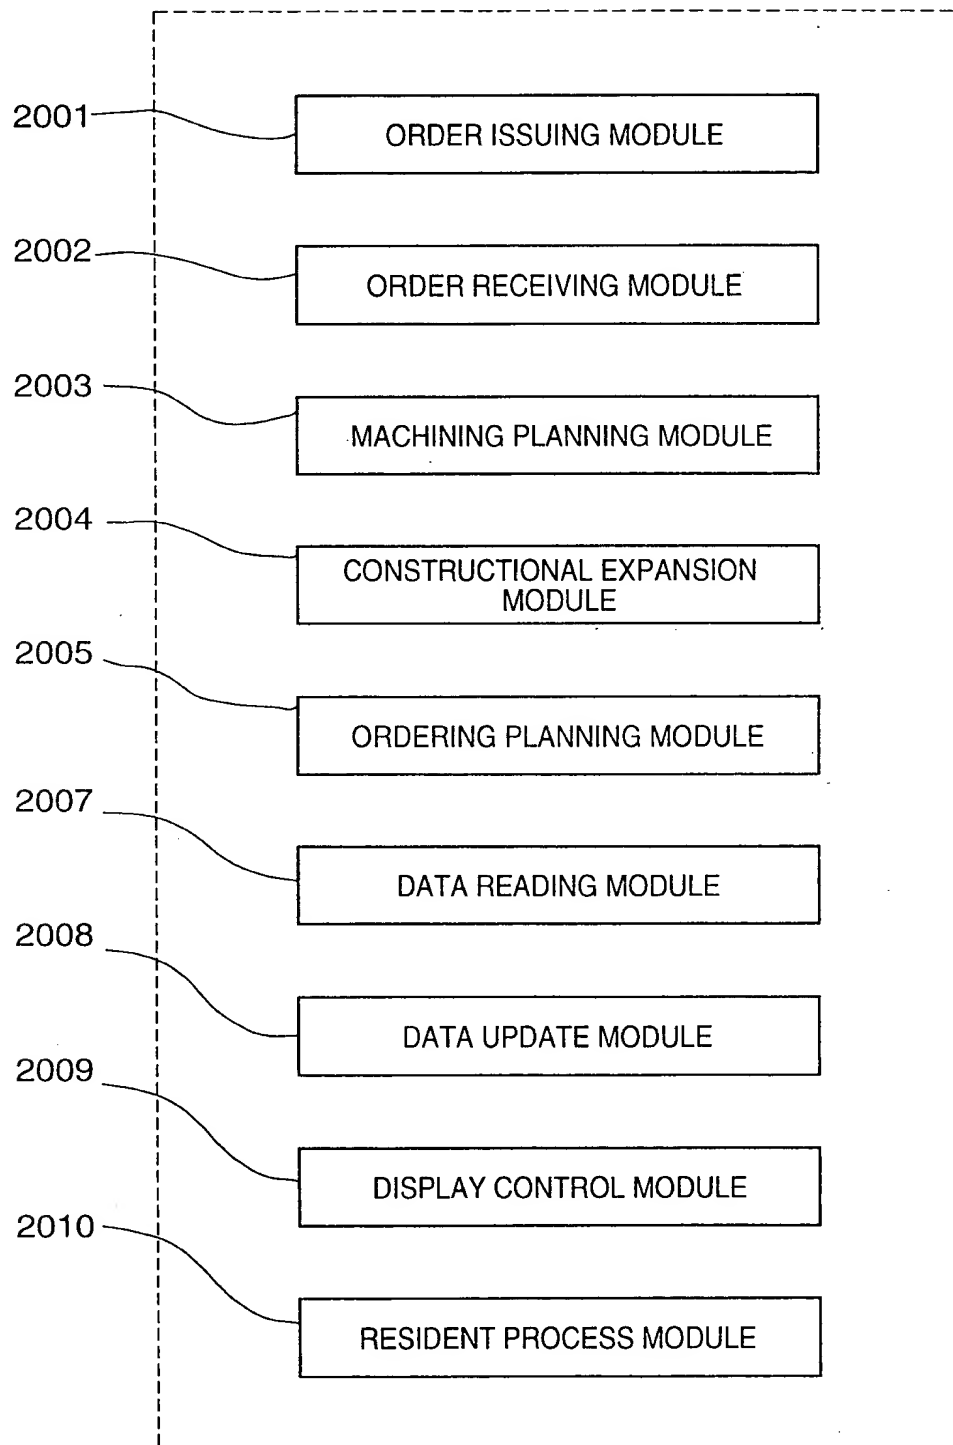 2001
ORDER ISSUING MODULE
2002
ORDER RECEIVING MODULE
2003
MACHINING PLANNING MODULE
2004
CONSTRUCTIONAL EXPANSION
MODULE
2005
ORDERING PLANNING MODULE
2007
DATA READING MODULE
2008
DATA UPDATE MODULE
2009
DISPLAY CONTROL MODULE
2010
RESIDENT PROCESS MODULE